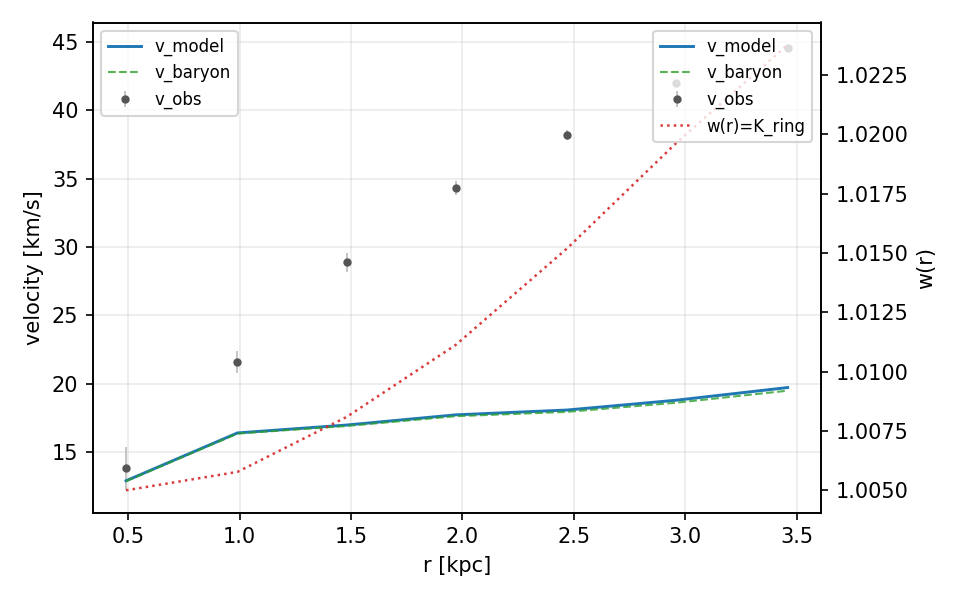 v_model
v_baryon
v_obs
v_model
v_baryon
v_obs
w(r)=K_ring
45
40
35
30
25
20
15
velocity [km/s]
1.0225
1.0200
1.0175
1.0150
1.0125
1.0100
1.0075
1.0050
w(r)
0.5 1.0 1.5 2.0 2.5 3.0 3.5
r [kpc]